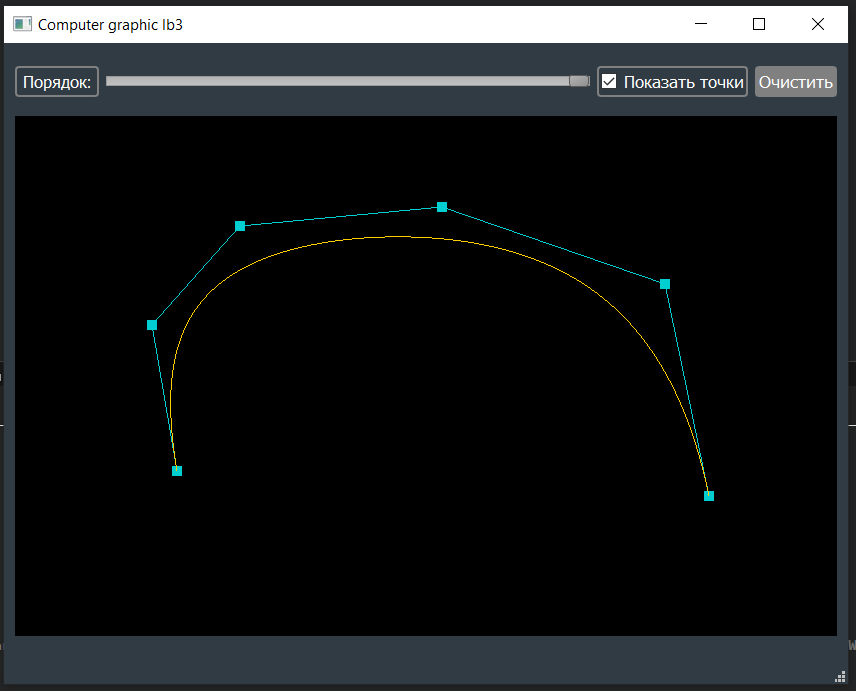 Computer graphic lb3
Порядок:
Показать точки
Очистить